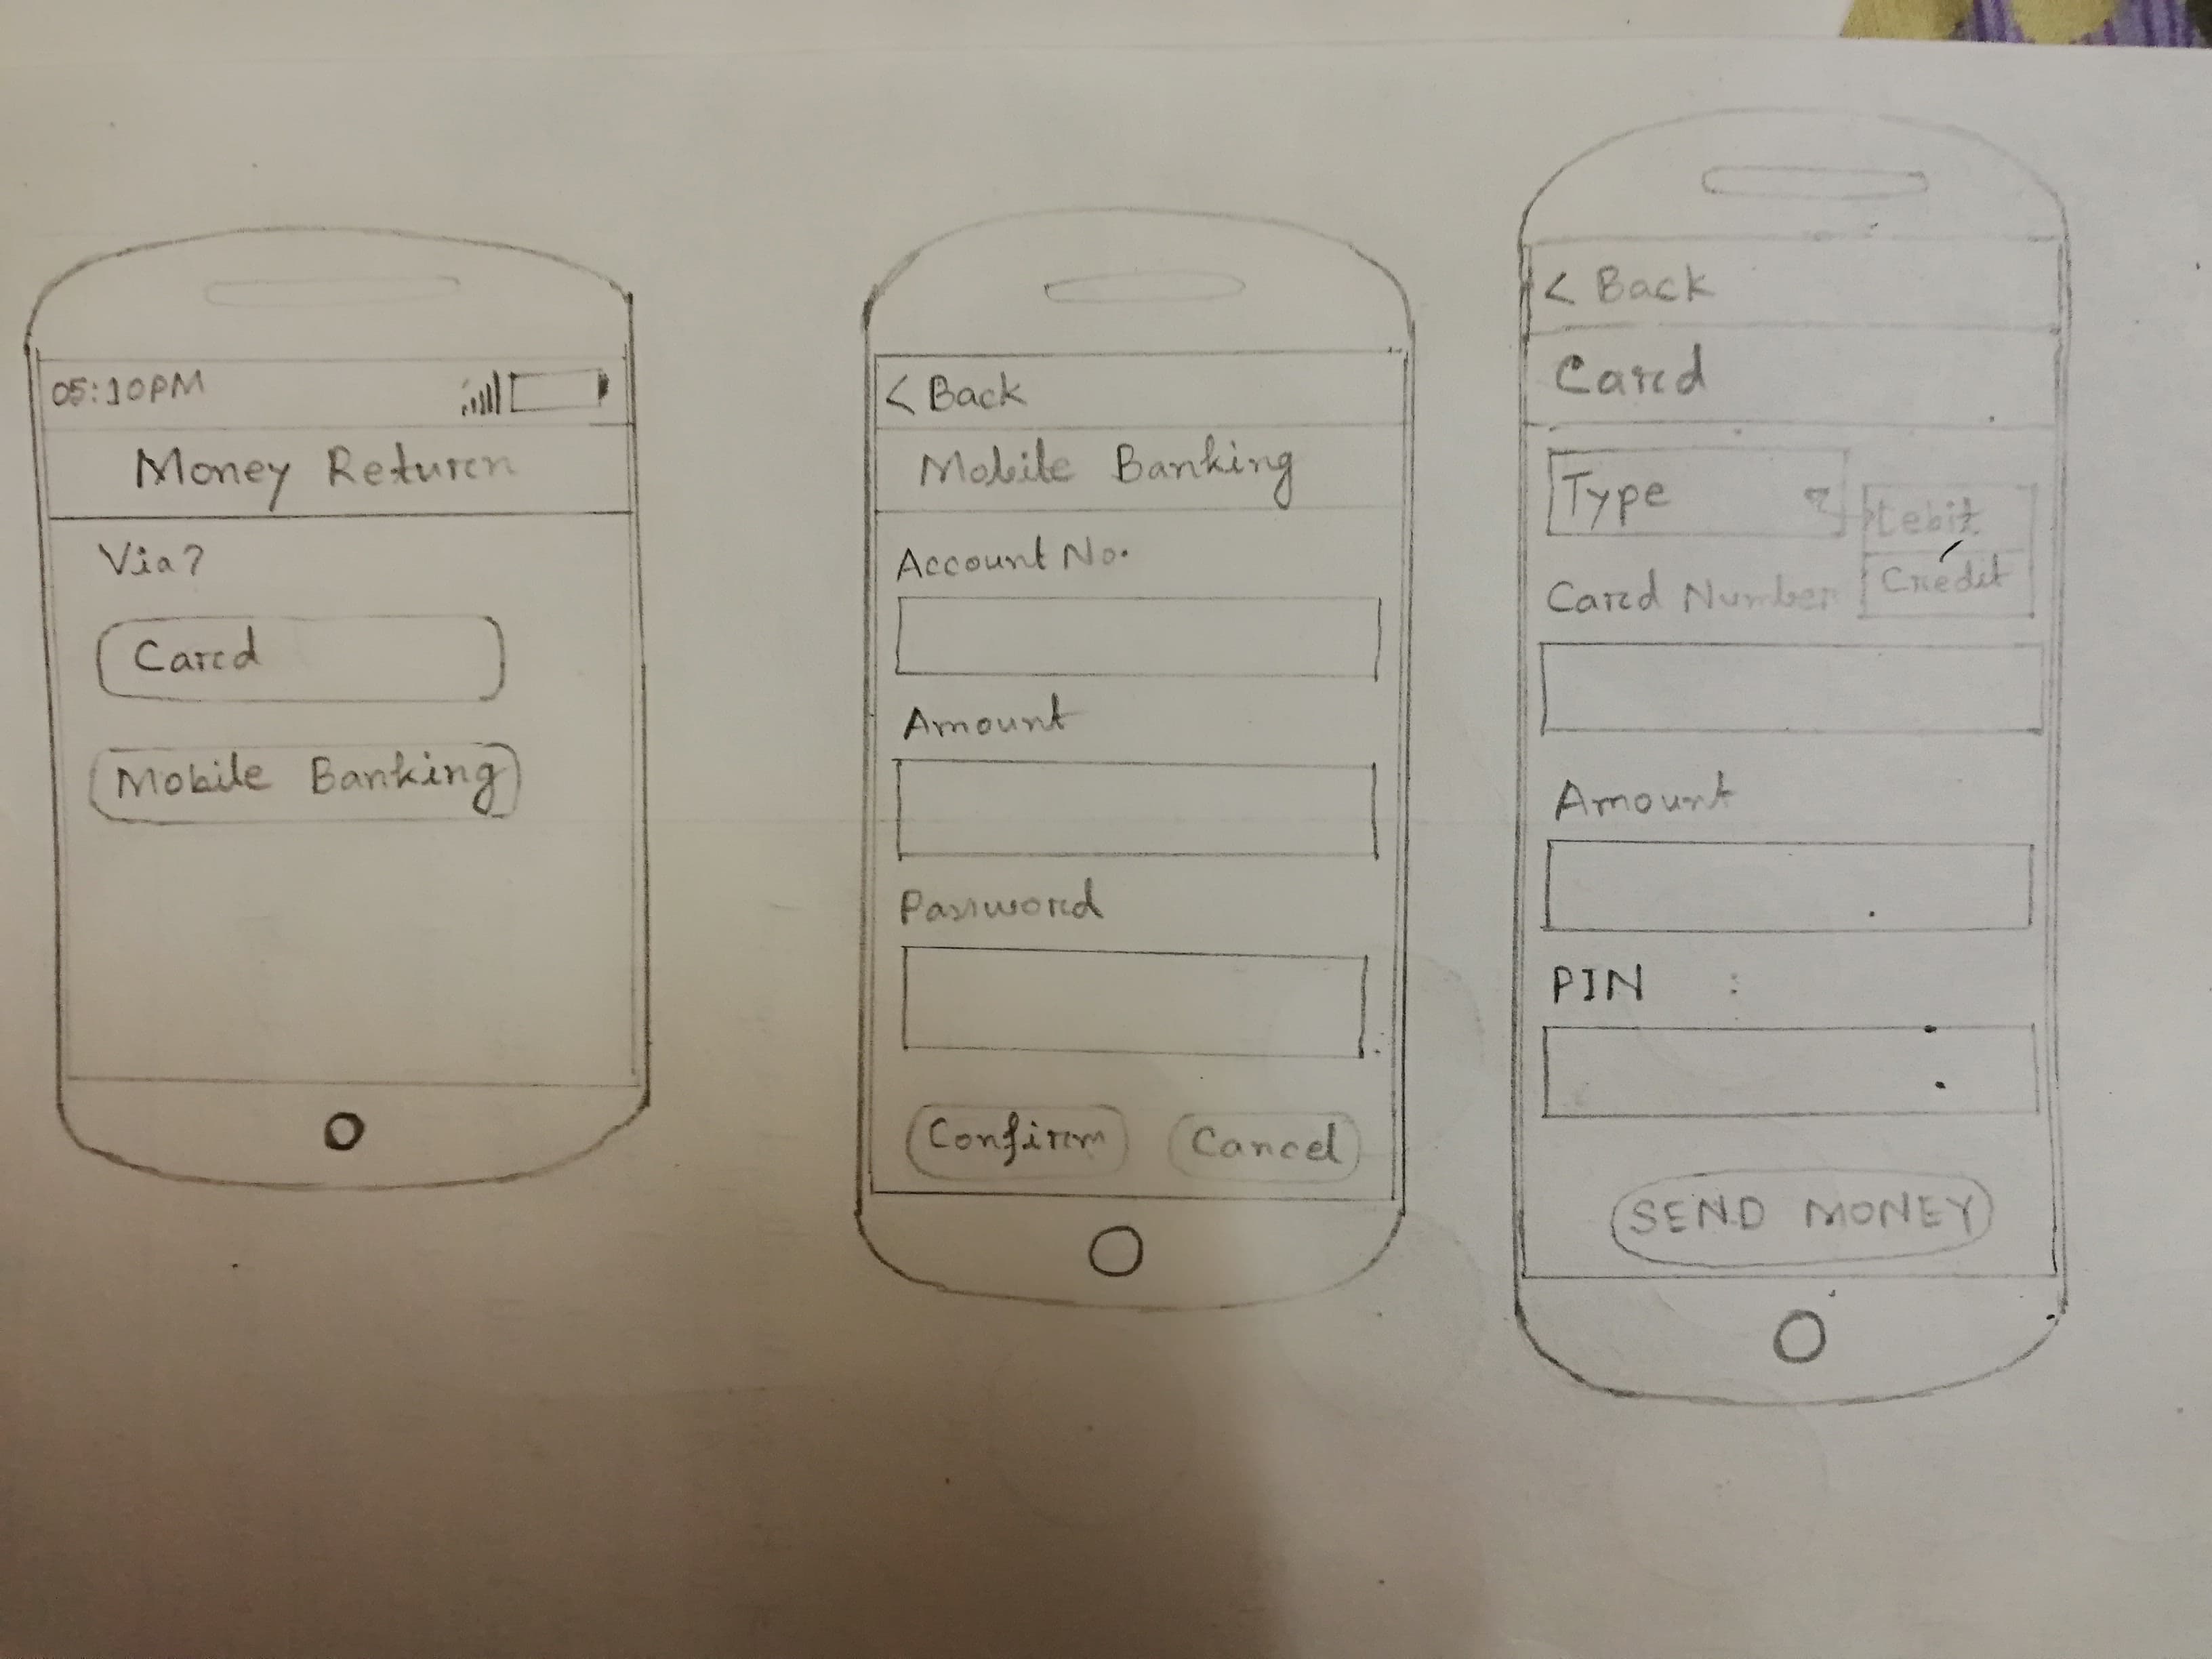 05:10PM
Money Return
Via?
Card
Mobile Banking
< Back
Mobile Banking
Account No.
Amount
Password
Confirm
Cancel
< Back
Card
Type
Debit
Credit
Card Number
Amount
PIN :
SEND MONEY